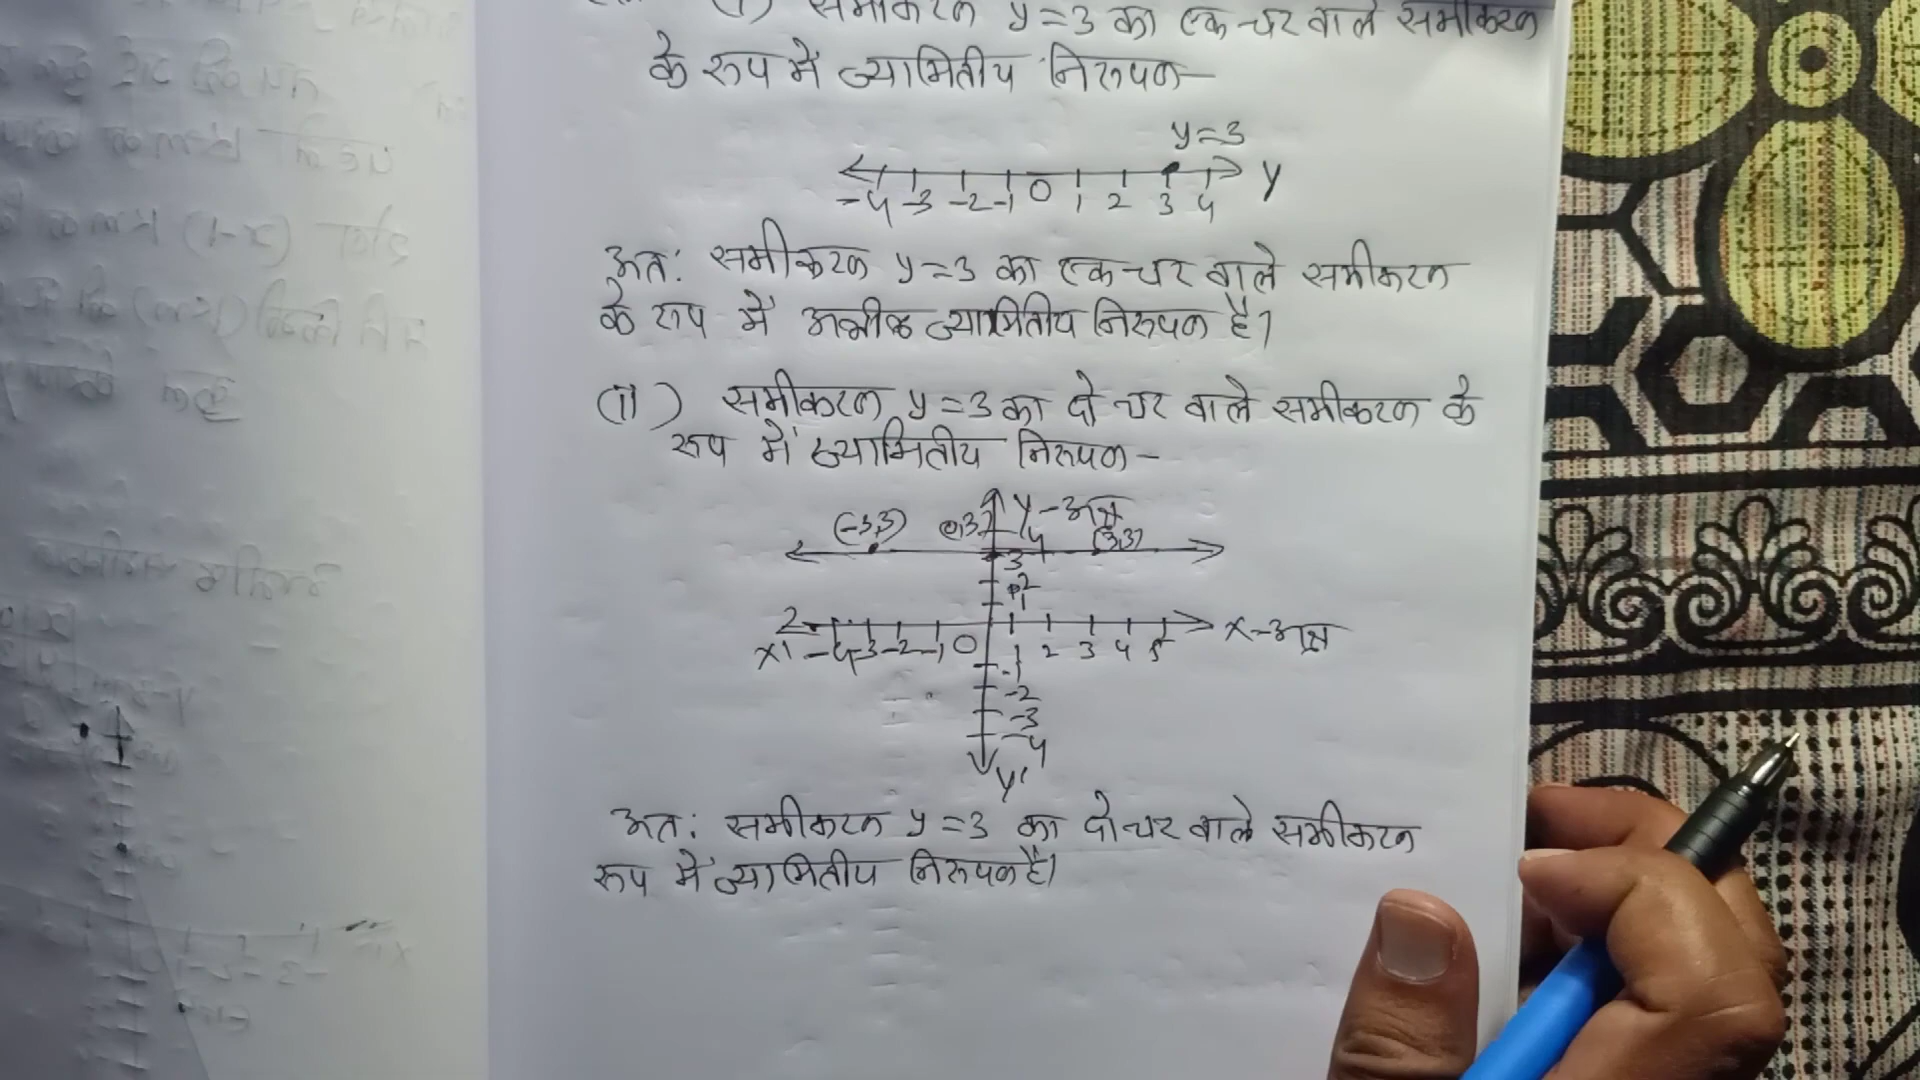 (i) समीकरण y=3 का एक चर वाले समीकरण
के रूप में ज्यामितीय निरुपण—
y=3
-4 -3 -2 -1 0 1 2 3 4 y
अतः समीकरण y=3 का एक चर वाले समीकरण
के रूप में अभीष्ट ज्यामितीय निरुपण है।
(ii) समीकरण y=3 का दो चर वाले समीकरण के
रूप में ज्यामितीय निरुपण—
(-3,3) (0,3) y-अक्ष (3,3)
4
3
2
1
x' -4 -3 -2 -1 0 1 2 3 4 5 x-अक्ष
-1
-2
-3
-4
y'
अतः समीकरण y=3 का दो चर वाले समीकरण
रूप में ज्यामितीय निरुपण है।